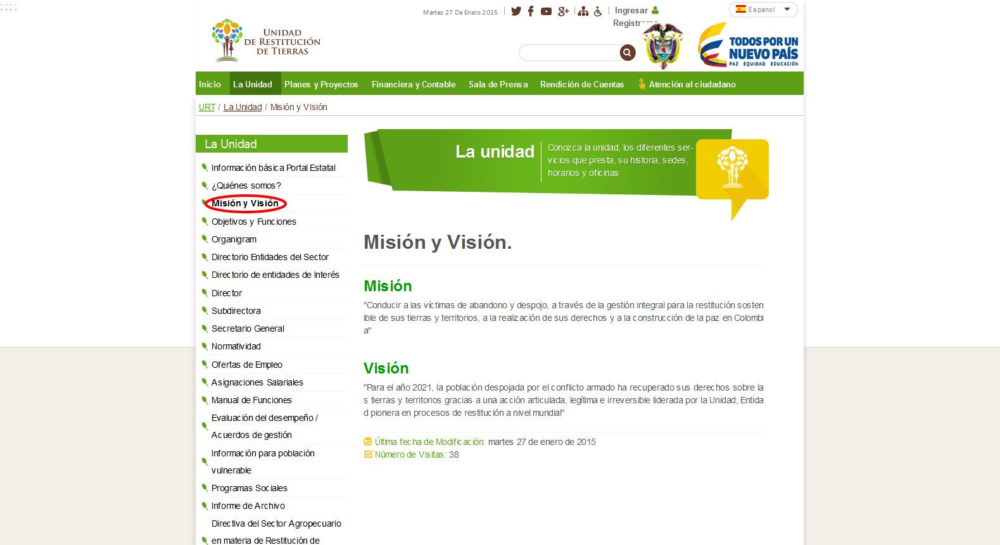 ; ; ; ;
Martes 27 De Enero 2015
Ingresar
Espanol
UNIDAD
DE RESTITUCIÓN
DE TIERRAS
TODOS POR UN
NUEVO PAÍS
PAZ EQUIDAD EDUCACIÓN
Inicio La Unidad Planes y Proyectos Financiera y Contable Sala de Prensa Rendición de Cuentas Atención al ciudadano
URT / La Unidad / Misión y Visión
La Unidad
Información básica Portal Estatal
¿Quiénes somos?
Misión y Visión
Objetivos y Funciones
Organigram
Directorio Entidades del Sector
Directorio de entidades de Interés
Director
Subdirectora
Secretario General
Normatividad
Ofertas de Empleo
Asignaciones Salariales
Manual de Funciones
Evaluación del desempeño /
Acuerdos de gestión
Información para población
vulnerable
Programas Sociales
Informe de Archivo
Directiva del Sector Agropecuario
en materia de Restitución de
La unidad
Conozca la unidad, los diferentes ser-
vicios que presta, su historia, sedes,
horarios y oficinas
Misión y Visión.
Misión
"Conducir a las víctimas de abandono y despojo, a través de la gestión integral para la restitución sosten
ible de sus tierras y territorios, a la realización de sus derechos y a la construcción de la paz en Colombi
a"
Visión
"Para el año 2021, la población despojada por el conflicto armado ha recuperado sus derechos sobre la
s tierras y territorios gracias a una acción articulada, legítima e irreversible liderada por la Unidad, Entida
d pionera en procesos de restitución a nivel mundial"
Última fecha de Modificación: martes 27 de enero de 2015
Número de Visitas: 38